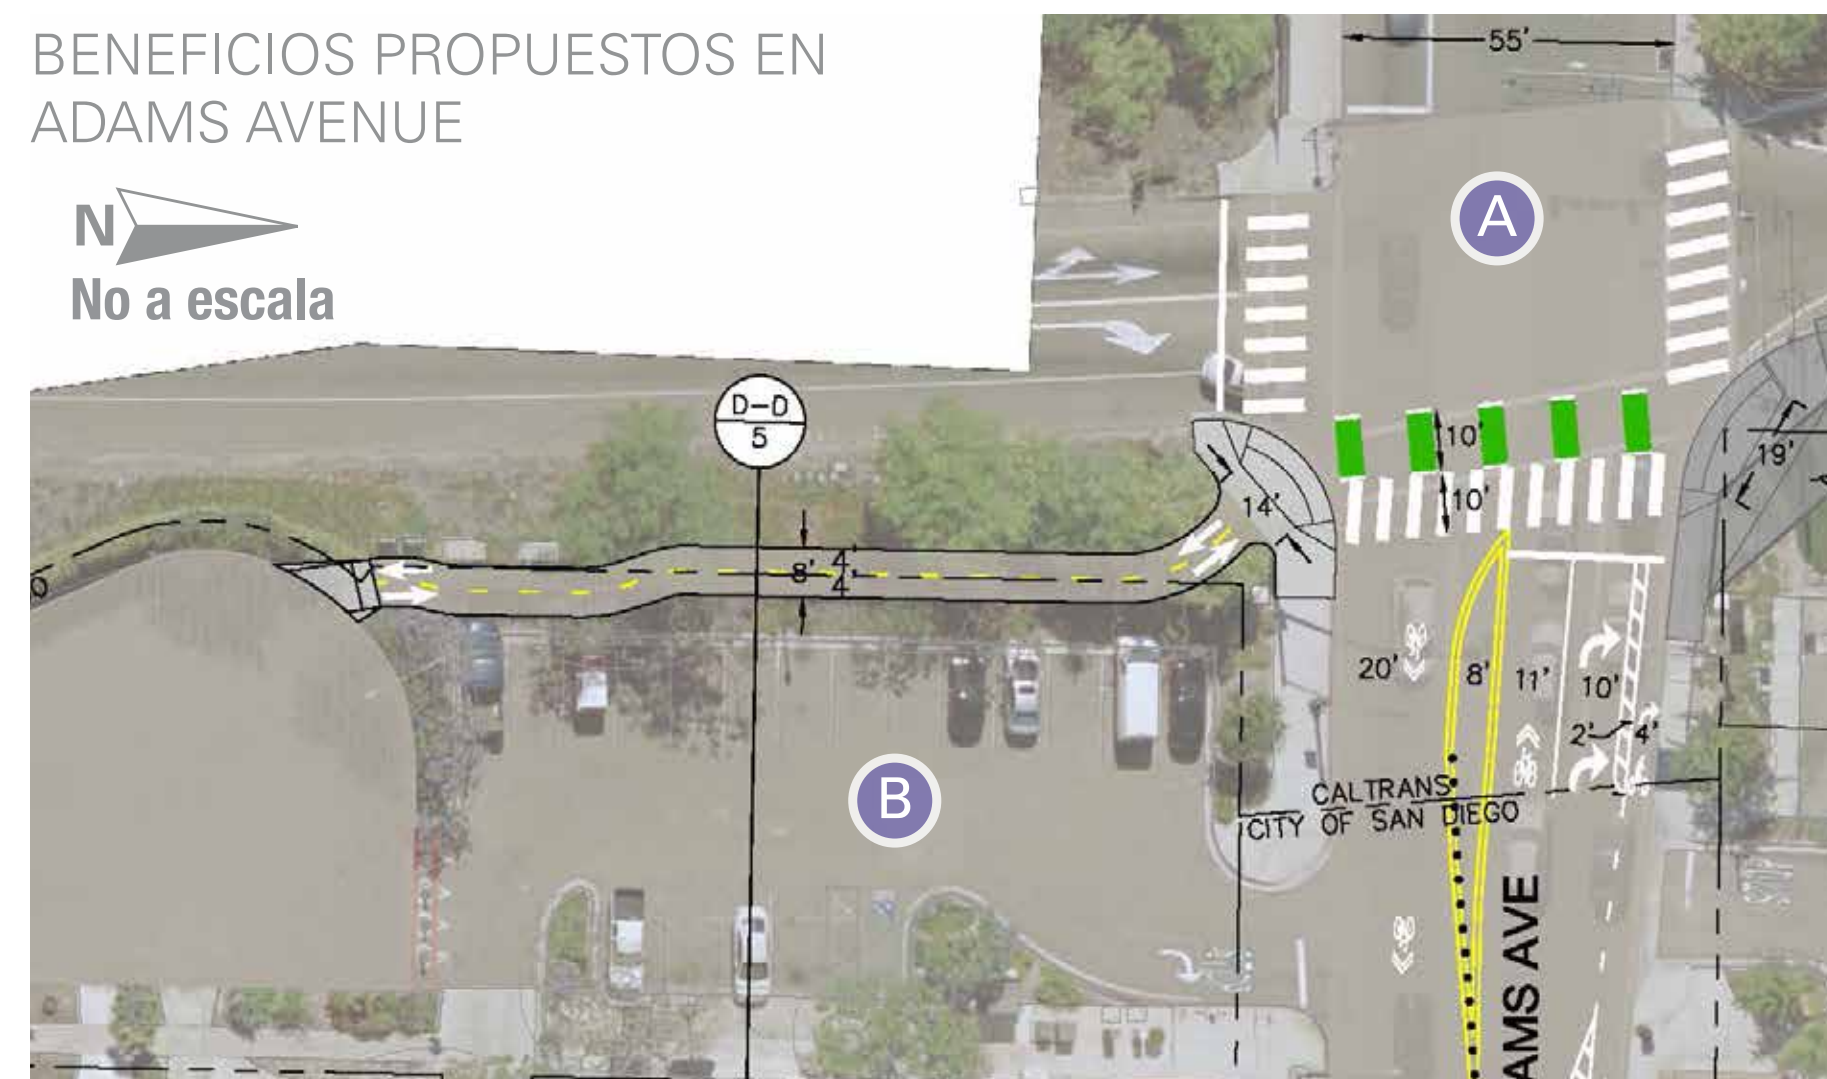 BENEFICIOS PROPUESTOS EN
ADAMS AVENUE
N
No a escala
55'
A
D-D
5
10'
10'
14'
19'
4'
8'
4'
20'
8'
11'
10'
2'
4'
B
CALTRANS
CITY OF SAN DIEGO
AMS AVE